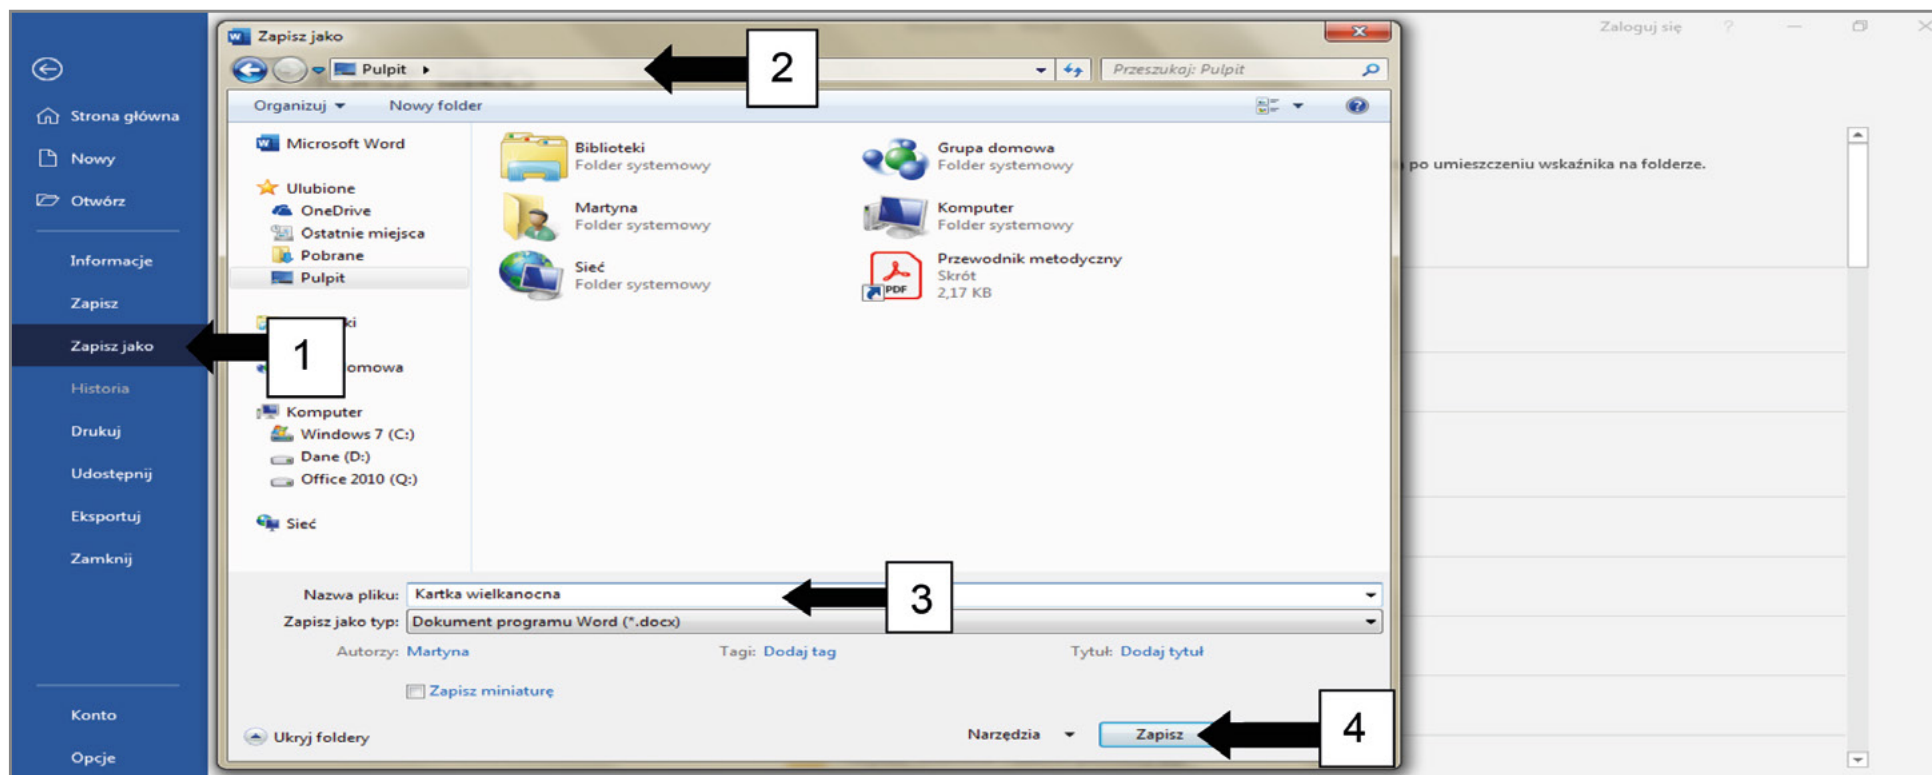 Zaloguj się ?
Strona główna
Nowy
Otwórz
Informacje
Zapisz
Zapisz jako
Historia
Drukuj
Udostępnij
Eksportuj
Zamknij
Konto
Opcje
Zapisz jako
Pulpit
2
Przeszukaj: Pulpit
Organizuj Nowy folder
Microsoft Word
Ulubione
OneDrive
Ostatnie miejsca
Pobrane
Pulpit
ki
1
omowa
Komputer
Windows 7 (C:)
Dane (D:)
Office 2010 (Q:)
Sieć
Biblioteki
Folder systemowy
Grupa domowa
Folder systemowy
Martyna
Folder systemowy
Komputer
Folder systemowy
Sieć
Folder systemowy
PDF
Przewodnik metodyczny
Skrót
2,17 KB
po umieszczeniu wskaźnika na folderze.
Nazwa pliku: Kartka wielkanocna
3
Zapisz jako typ: Dokument programu Word (*.docx)
Autorzy: Martyna Tagi: Dodaj tag Tytuł: Dodaj tytuł
Zapisz miniaturę
Ukryj foldery Narzędzia Zapisz
4